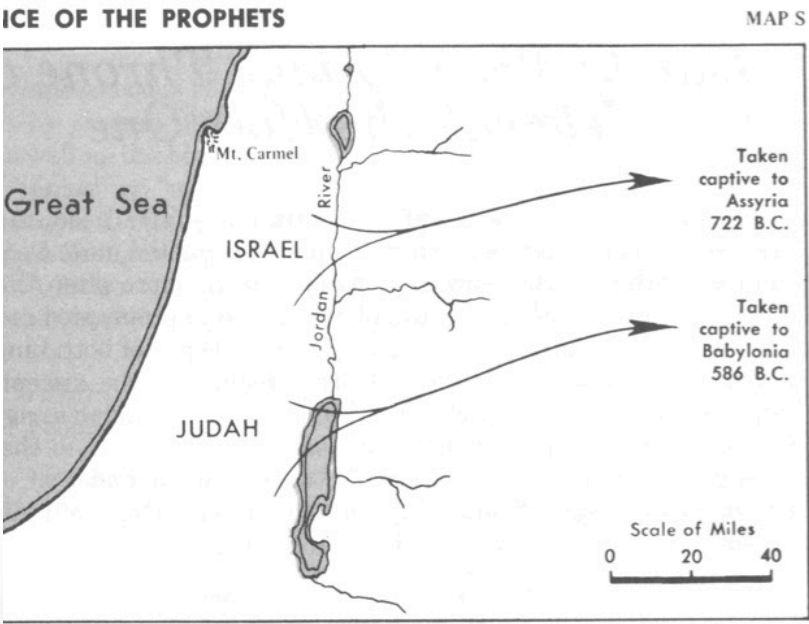 ICE OF THE PROPHETS
MAP S
Mt. Carmel
Great Sea
River
Taken
captive to
Assyria
722 B.C.
ISRAEL
Jordan
Taken
captive to
Babylonia
586 B.C.
JUDAH
Scale of Miles
0 20 40